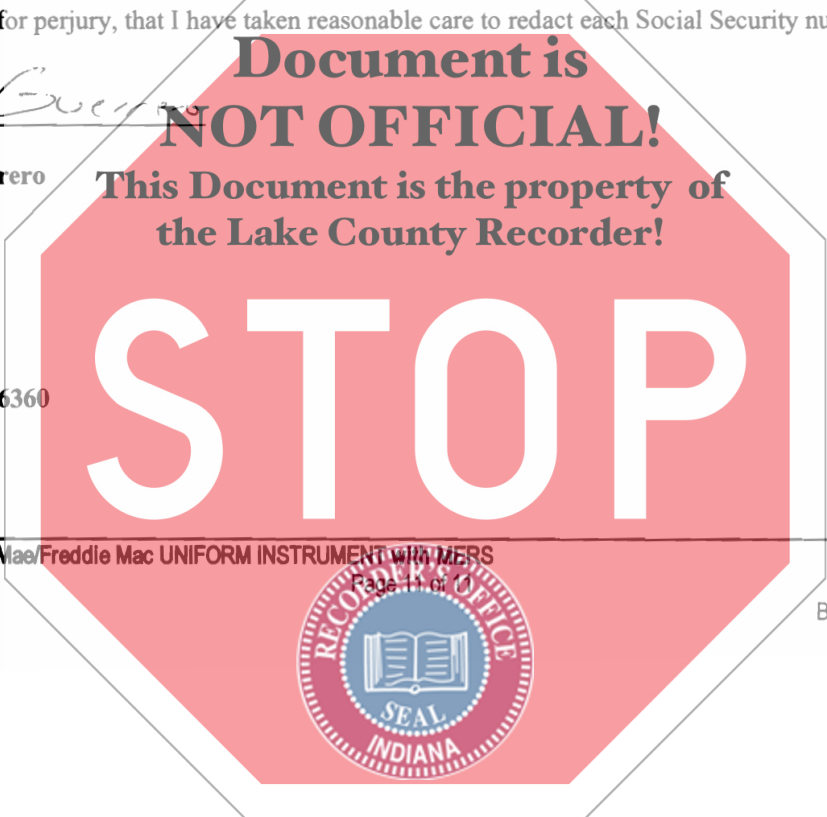 for perjury, that I have taken reasonable care to redact each Social Security nu
Document is
Guerrero
NOT OFFICIAL!
rero
This Document is the property of
the Lake County Recorder!
STOP
6360
Mae/Freddie Mac UNIFORM INSTRUMENT with MERS
Page 11 of 11
B
RECORDER'S OFFICE
SEAL
INDIANA